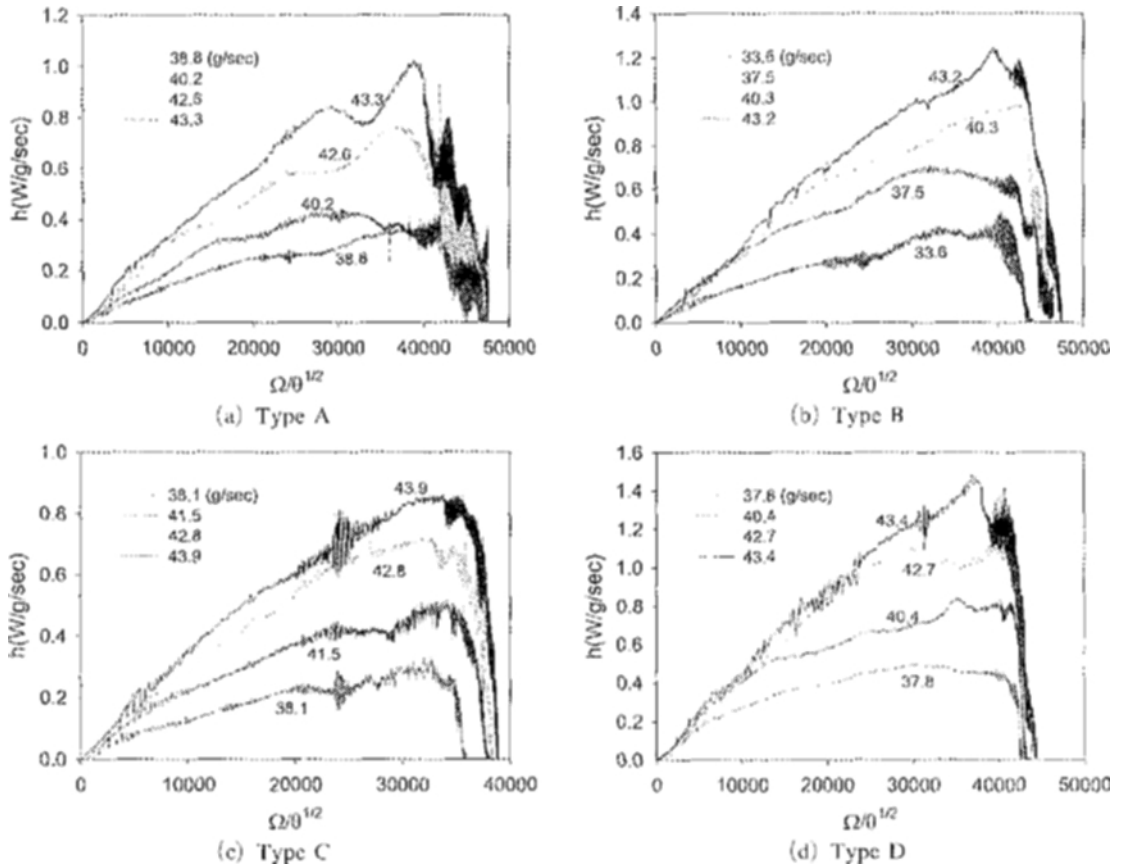 1.2
1.0
0.8
0.6
0.4
0.2
0.0
h(W/g/sec)
38.8 (g/sec)
40.2
42.6
43.3
43.3
42.6
40.2
38.8
0 10000 20000 30000 40000 50000
Ω/θ1/2
(a) Type A
1.4
1.2
1.0
0.8
0.6
0.4
0.2
0.0
h(W/g/sec)
33.6 (g/sec)
37.5
40.3
43.2
43.2
40.3
37.5
33.6
0 10000 20000 30000 40000 50000
Ω/θ1/2
(b) Type B
1.0
0.8
0.6
0.4
0.2
0.0
h(W/g/sec)
38.1 (g/sec)
41.5
42.8
43.9
43.9
42.8
41.5
38.1
0 10000 20000 30000 40000
Ω/θ1/2
(c) Type C
1.6
1.4
1.2
1.0
0.8
0.6
0.4
0.2
0.0
h(W/g/sec)
37.8 (g/sec)
40.4
42.7
43.4
43.4
42.7
40.4
37.8
0 10000 20000 30000 40000 50000
Ω/θ1/2
(d) Type D